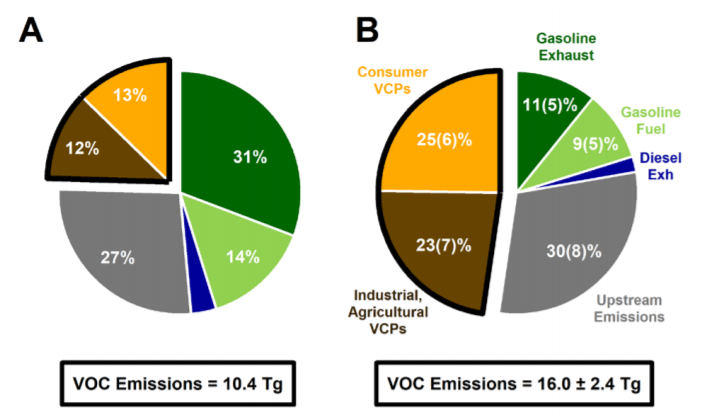 A
13%
12%
31%
27%
14%
VOC Emissions = 10.4 Tg
B
Gasoline
Exhaust
Consumer
VCPs
11(5)%
Gasoline
Fuel
25(6)%
9(5)%
Diesel
Exh
23(7)%
30(8)%
Industrial,
Agricultural
VCPs
Upstream
Emissions
VOC Emissions = 16.0 ± 2.4 Tg